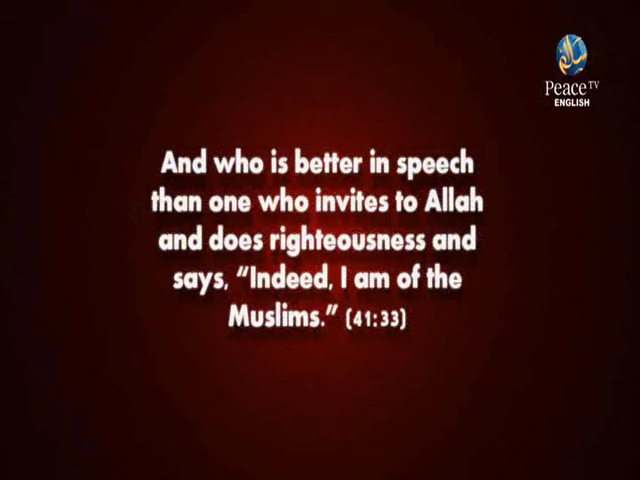 Peace TV
ENGLISH
And who is better in speech
than one who invites to Allah
and does righteousness and
says, “Indeed, I am of the
Muslims.” (41:33)